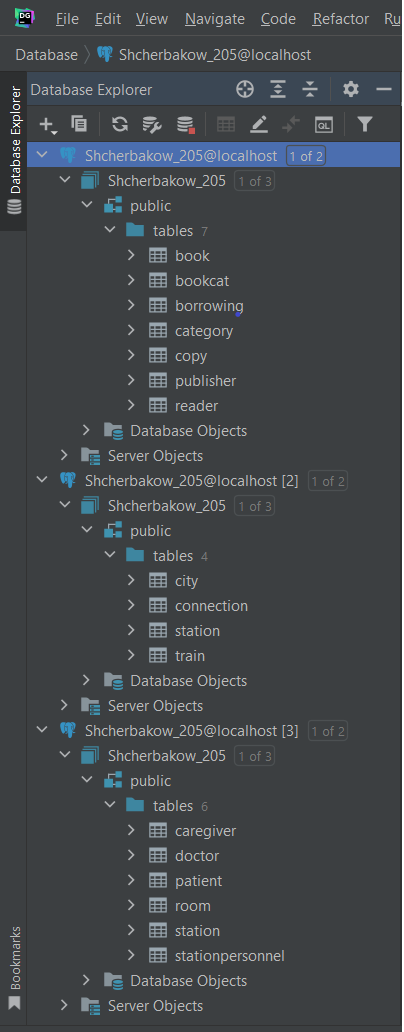 DG
File Edit View Navigate Code Refactor Ru
Database Shcherbakow_205@localhost
Database Explorer
Database Explorer
QL
Shcherbakow_205@localhost 1 of 2
Shcherbakow_205 1 of 3
public
tables 7
book
bookcat
borrowing
category
copy
publisher
reader
Database Objects
Server Objects
Shcherbakow_205@localhost [2] 1 of 2
Shcherbakow_205 1 of 3
public
tables 4
city
connection
station
train
Database Objects
Server Objects
Shcherbakow_205@localhost [3] 1 of 2
Shcherbakow_205 1 of 3
public
tables 6
caregiver
doctor
patient
room
station
stationpersonnel
Database Objects
Server Objects
Bookmarks